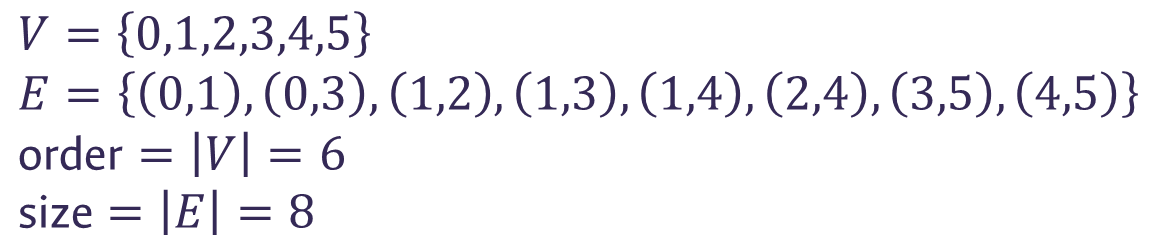 V = {0,1,2,3,4,5}
E = {(0,1), (0,3), (1,2), (1,3), (1,4), (2,4), (3,5), (4,5)}
order = |V| = 6
size = |E| = 8